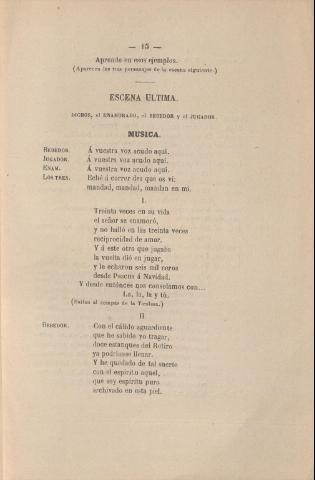 — 15 —
Aprende en esos ejemplos.
(Aparecen los tres personajes de la escena siguiente.)
ESCENA ULTIMA.
DICHOS, el ENAMORADO, el BEBEDOR y el JUGADOR.
MUSICA.
BEBEDOR. Á vuestra voz acudo aquí.
JUGADOR. Á vuestra voz acudo aquí.
ENAM. Á vuestra voz acudo aquí.
LOS TRES. Eché á correr des que os ví:
mandad, mandad, mandad en mí.
I.
Treinta veces en su vida
el señor se enamoró,
y no halló en las treinta veces
reciprocidad de amor.
Y á este otro que jugaba
la vuelta dió en jugar,
y le echaron seis mil toros
desde Pascua á Navidad.
Y desde entónces nos consolamos con...
La, la, la y tú.
(Bailan al compás de la Tirolesa.)
II
BEBEDOR. Con el cálido aguardiente
que he sabido yo tragar,
doce estanques del Retiro
ya podríamos llenar.
Y he quedado de tal suerte
con el espíritu aquel,
que soy espíritu puro
archivado en esta piel.